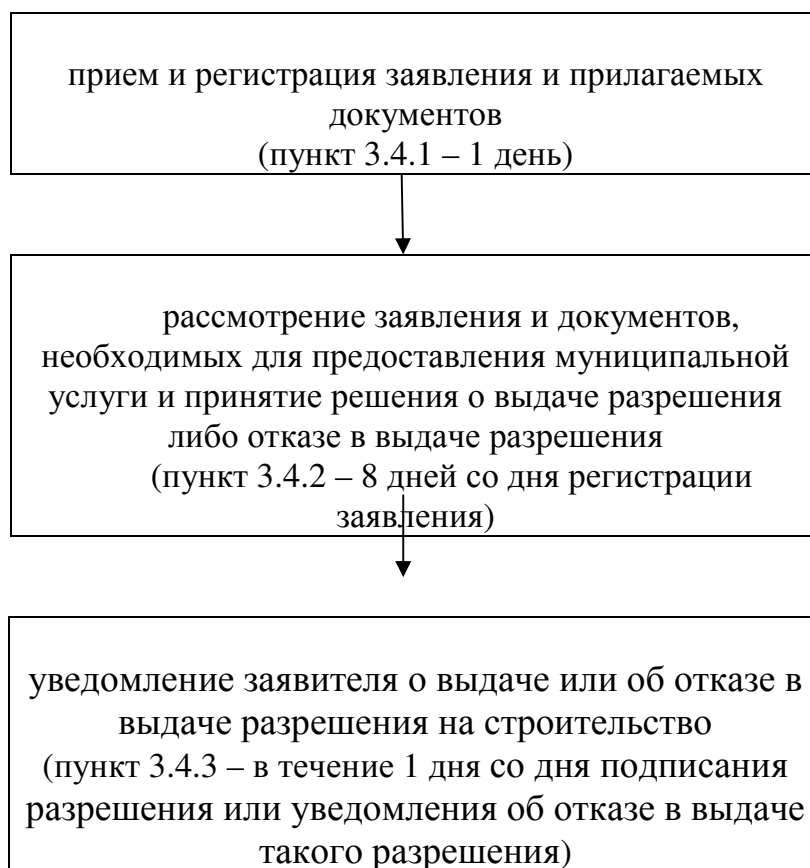 прием и регистрация заявления и прилагаемых
документов
(пункт 3.4.1 – 1 день)
рассмотрение заявления и документов,
необходимых для предоставления муниципальной
услуги и принятие решения о выдаче разрешения
либо отказе в выдаче разрешения
(пункт 3.4.2 – 8 дней со дня регистрации
заявления)
уведомление заявителя о выдаче или об отказе в
выдаче разрешения на строительство
(пункт 3.4.3 – в течение 1 дня со дня подписания
разрешения или уведомления об отказе в выдаче
такого разрешения)